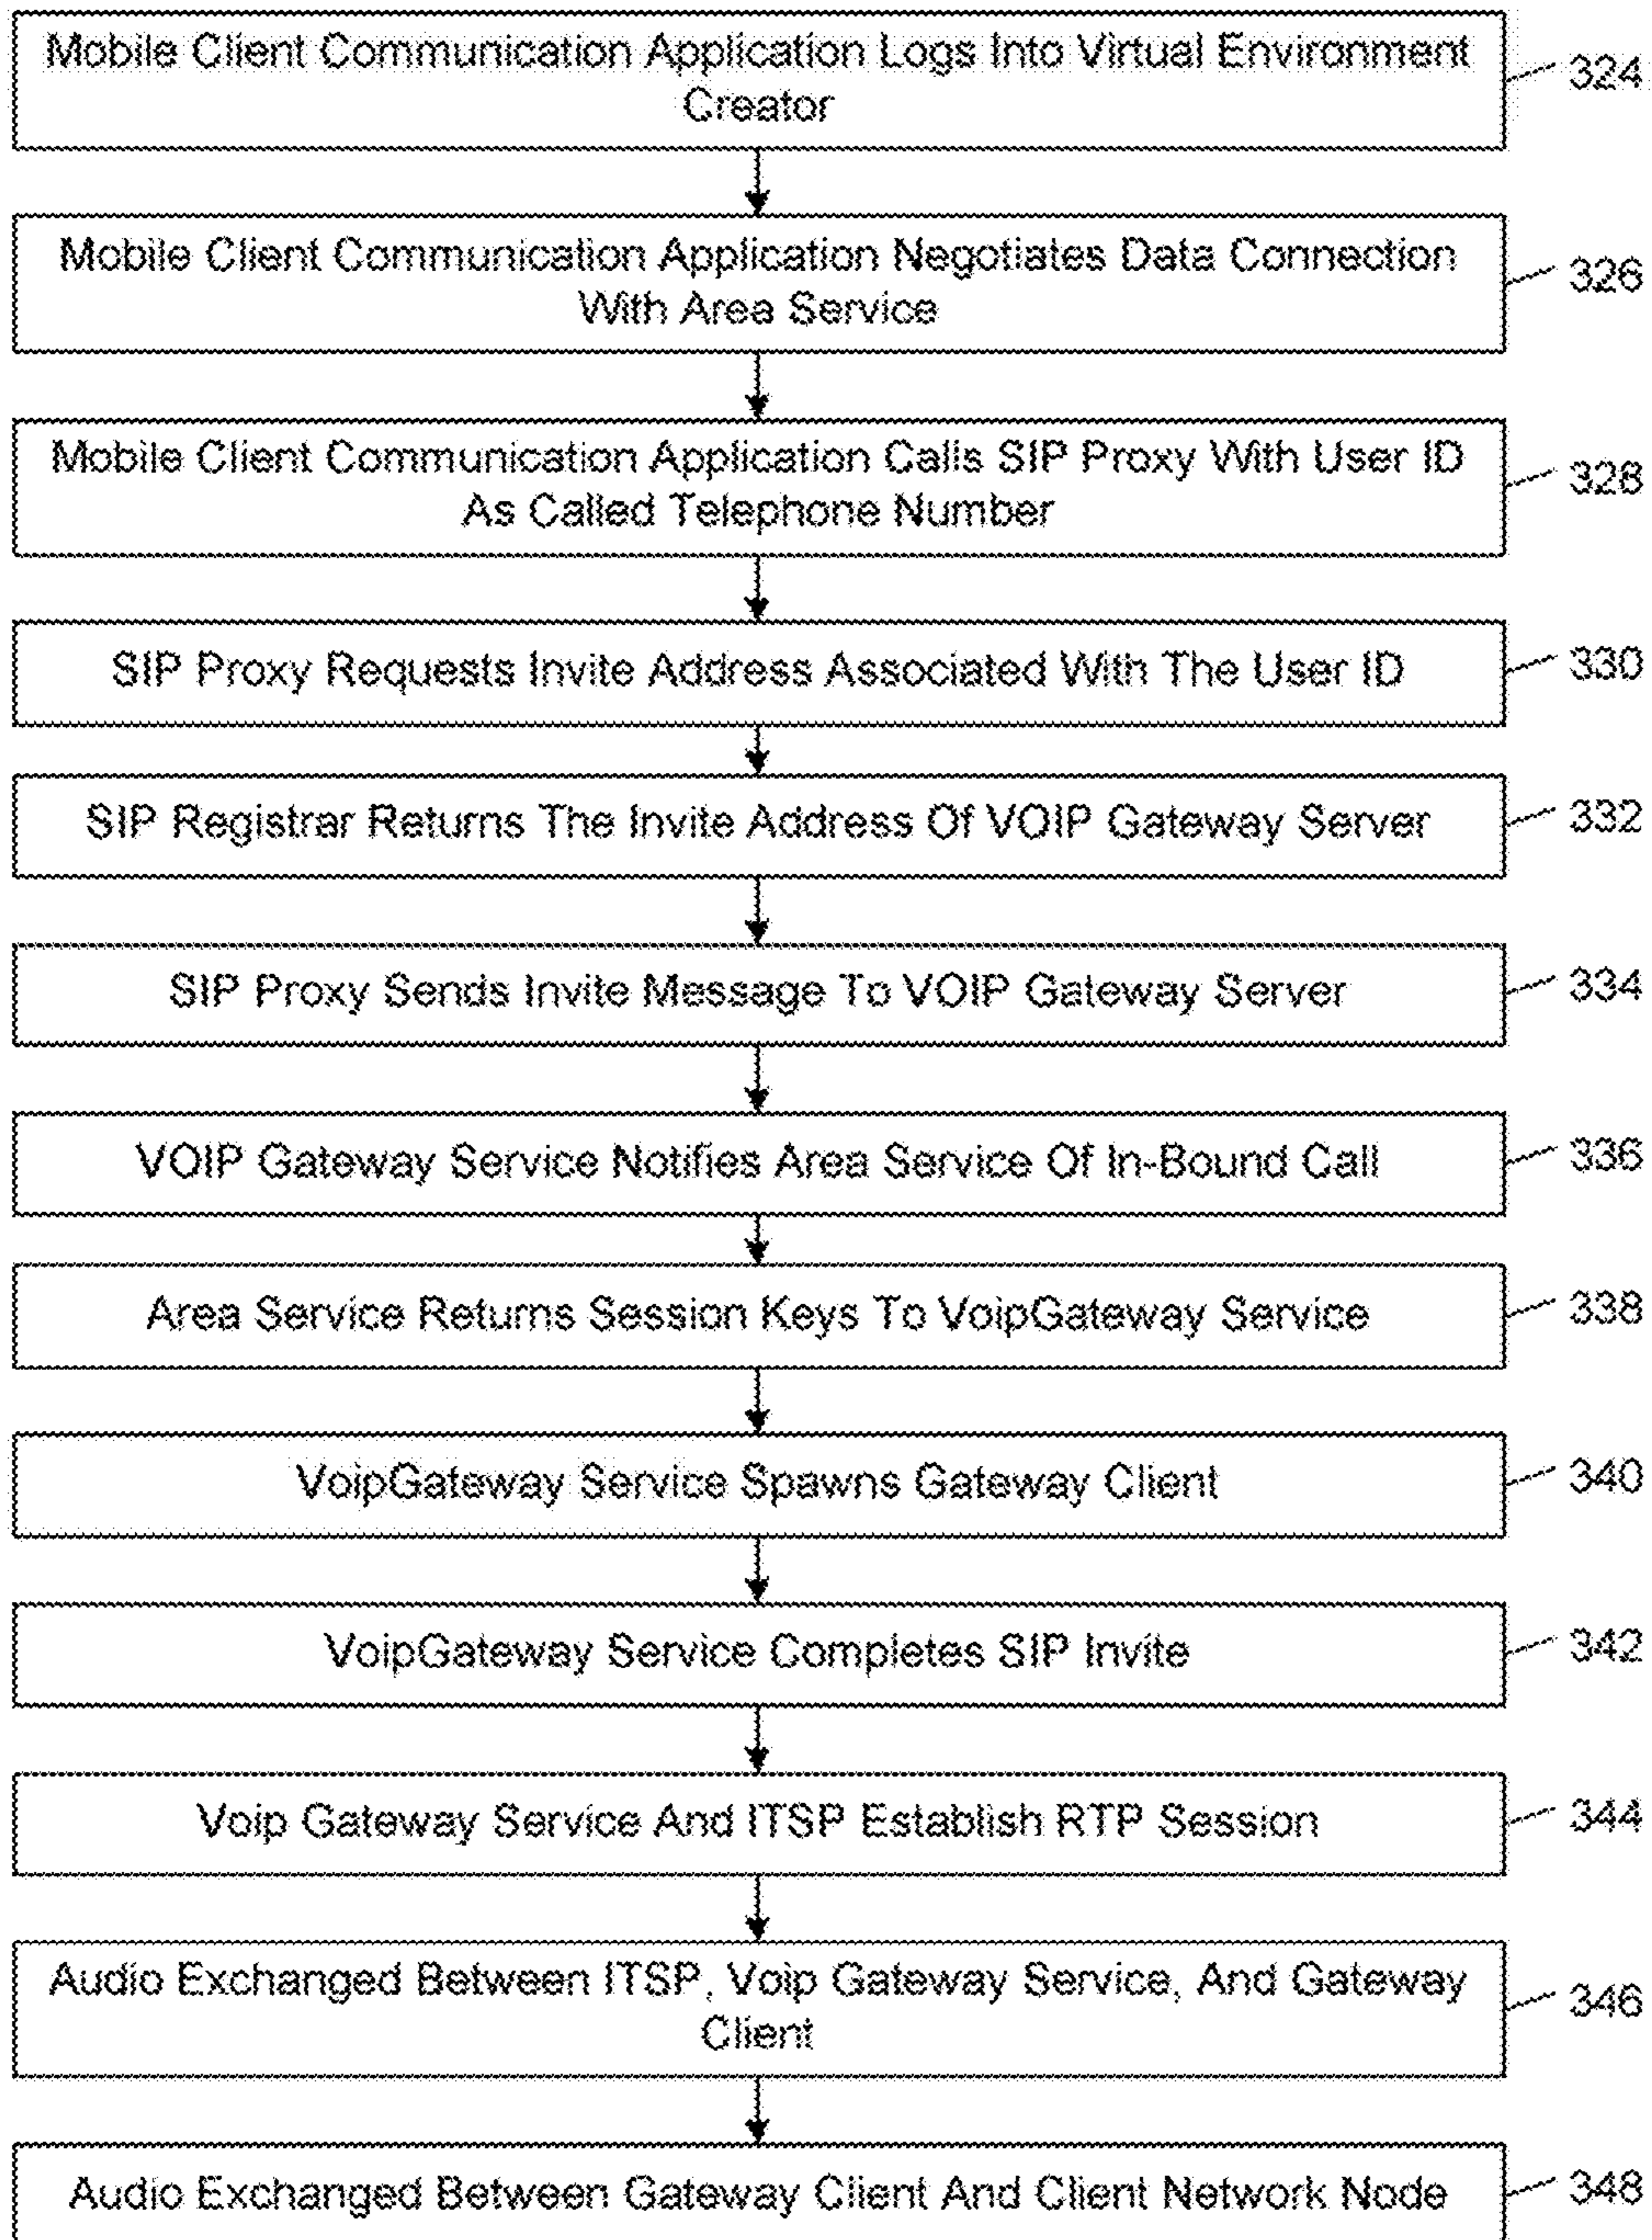 Mobile Client Communication Application Logs Into Virtual Environment
Creator
324
Mobile Client Communication Application Negotiates Data Connection
With Area Service
326
Mobile Client Communication Application Calls SIP Proxy With User ID
As Called Telephone Number
328
SIP Proxy Requests Invite Address Associated With The User ID
330
SIP Registrar Returns The Invite Address Of VOIP Gateway Server
332
SIP Proxy Sends Invite Message To VOIP Gateway Server
334
VOIP Gateway Service Notifies Area Service Of In-Bound Call
336
Area Service Returns Session Keys To VoipGateway Service
338
VoipGateway Service Spawns Gateway Client
340
VoipGateway Service Completes SIP Invite
342
Voip Gateway Service And ITSP Establish RTP Session
344
Audio Exchanged Between ITSP, Voip Gateway Service, And Gateway
Client
346
Audio Exchanged Between Gateway Client And Client Network Node
348